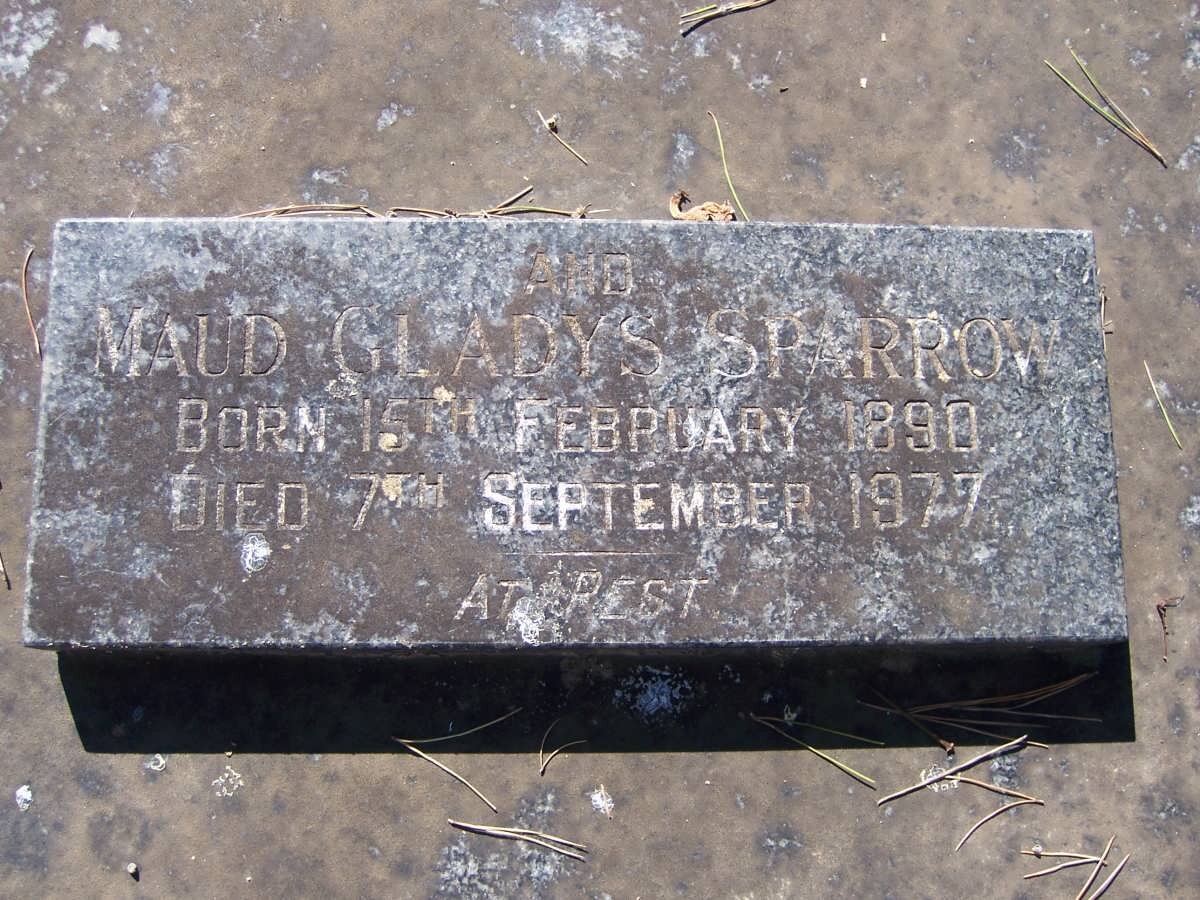 AND
MAUD GLADYS SPARROW
BORN 15TH FEBRUARY 1890
DIED 7TH SEPTEMBER 1977.
AT REST